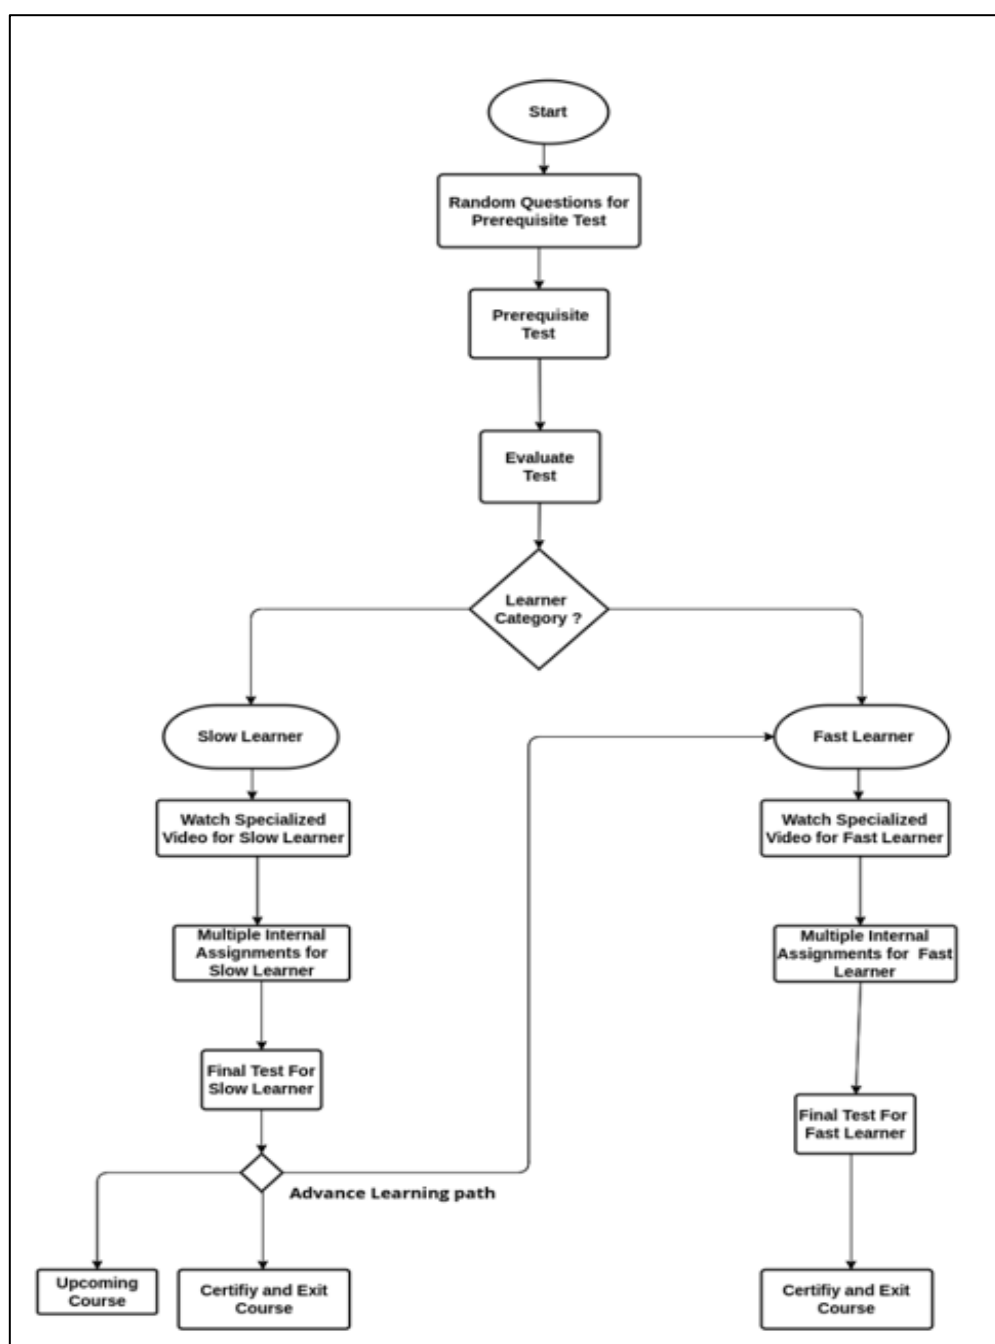 Start
Random Questions for
Prerequisite Test
Prerequisite
Test
Evaluate
Test
Learner
Category ?
Slow Learner
Fast Learner
Watch Specialized
Video for Slow Learner
Watch Specialized
Video for Fast Learner
Multiple Internal
Assignments for
Slow Learner
Multiple Internal
Assignments for Fast
Learner
Final Test For
Slow Learner
Final Test For
Fast Learner
Advance Learning path
Upcoming
Course
Certifiy and Exit
Course
Certifiy and Exit
Course